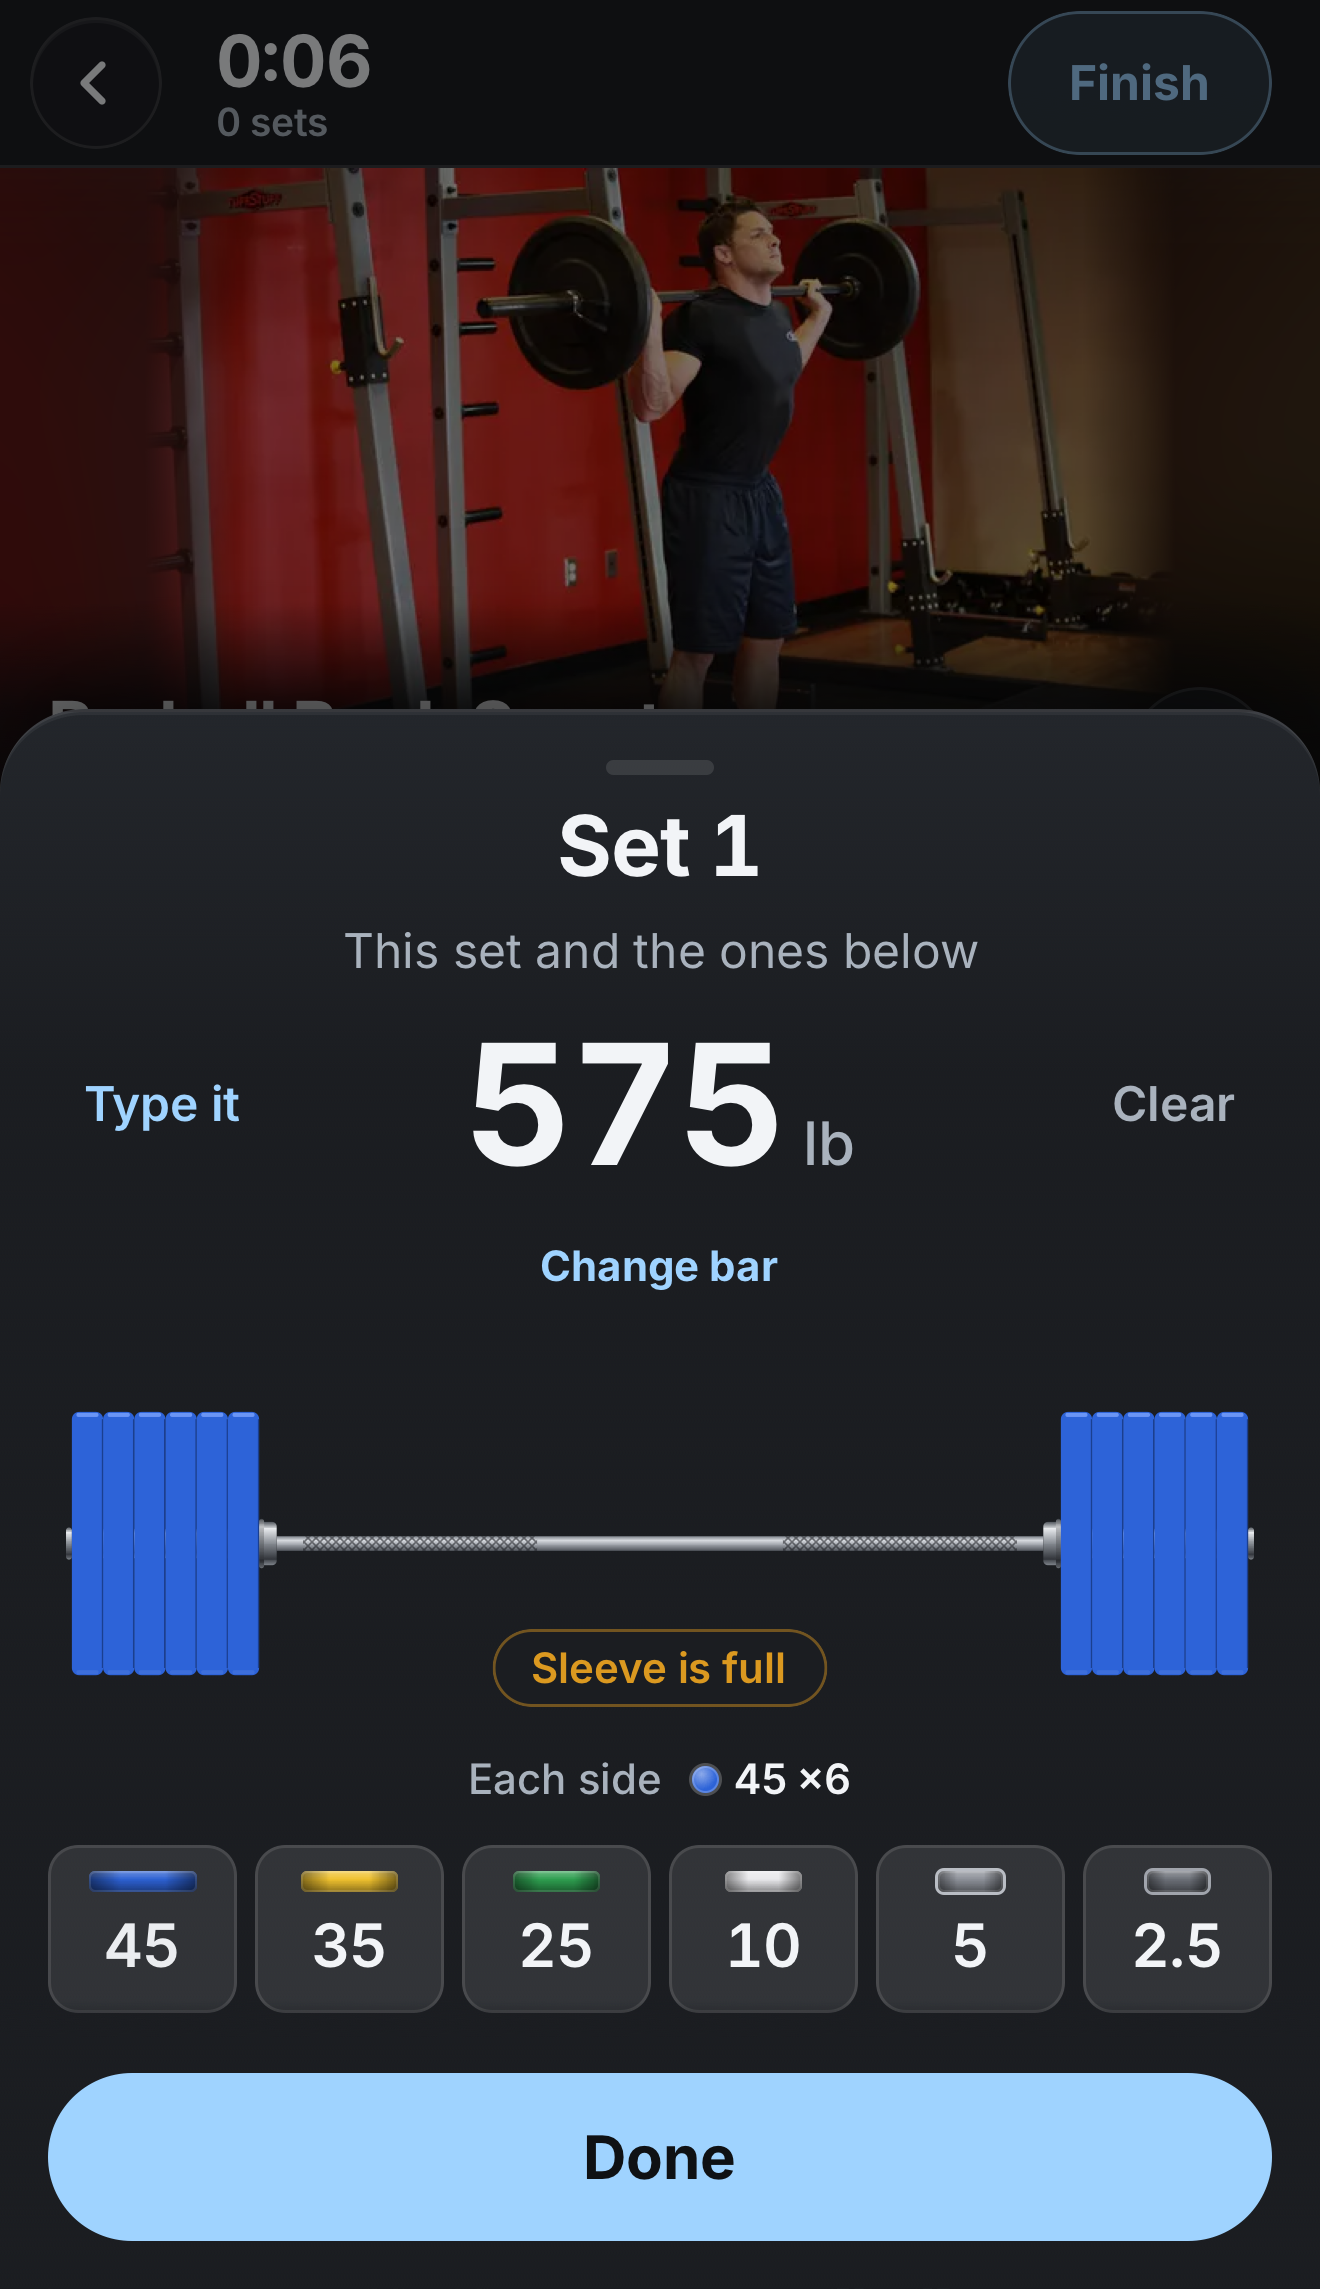 0:06
0 sets
Finish
Set 1
This set and the ones below
Type it
575 lb
Clear
Change bar
Sleeve is full
Each side 45 ×6
45 35 25 10 5 2.5
Done